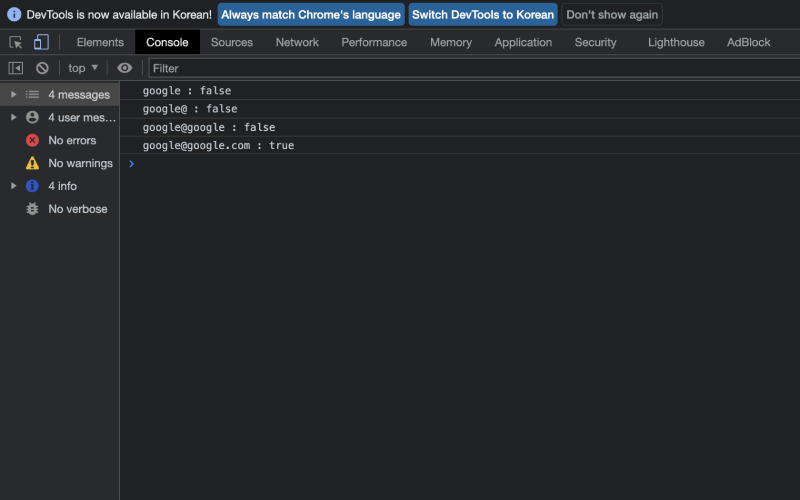 DevTools is now available in Korean! Always match Chrome's language Switch DevTools to Korean Don't show again
Elements Console Sources Network Performance Memory Application Security Lighthouse AdBlock
top Filter
4 messages
4 user mes...
No errors
No warnings
4 info
No verbose
google : false
google@ : false
google@google : false
google@google.com : true